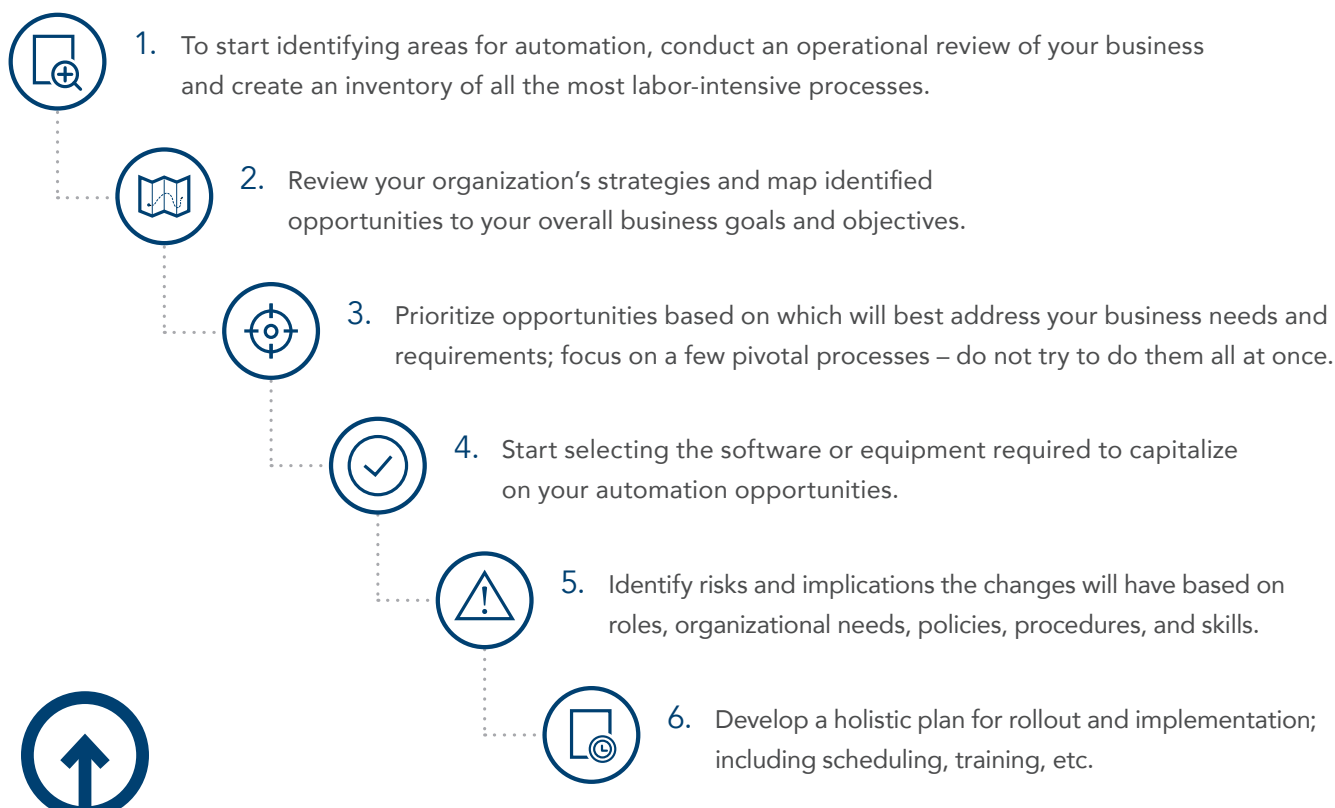 1. To start identifying areas for automation, conduct an operational review of your business
and create an inventory of all the most labor-intensive processes.
2. Review your organization’s strategies and map identified
opportunities to your overall business goals and objectives.
3. Prioritize opportunities based on which will best address your business needs and
requirements; focus on a few pivotal processes – do not try to do them all at once.
4. Start selecting the software or equipment required to capitalize
on your automation opportunities.
5. Identify risks and implications the changes will have based on
roles, organizational needs, policies, procedures, and skills.
6. Develop a holistic plan for rollout and implementation;
including scheduling, training, etc.